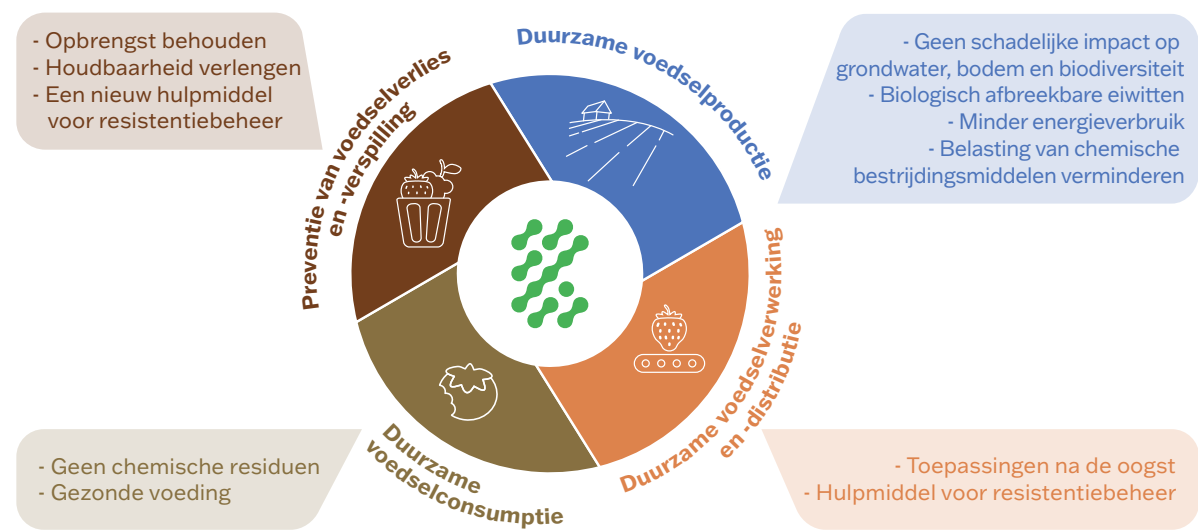 - Opbrengst behouden
- Houdbaarheid verlengen
- Een nieuw hulpmiddel
voor resistentiebeheer
Preventie van voedselverlies
en -verspilling
Duurzame voedselproductie
- Geen schadelijke impact op
grondwater, bodem en biodiversiteit
- Biologisch afbreekbare eiwitten
- Minder energieverbruik
- Belasting van chemische
bestrijdingsmiddelen verminderen
- Geen chemische residuen
- Gezonde voeding
Duurzame
voedselconsumptie
Duurzame voedselverwerking
en -distributie
- Toepassingen na de oogst
- Hulpmiddel voor resistentiebeheer